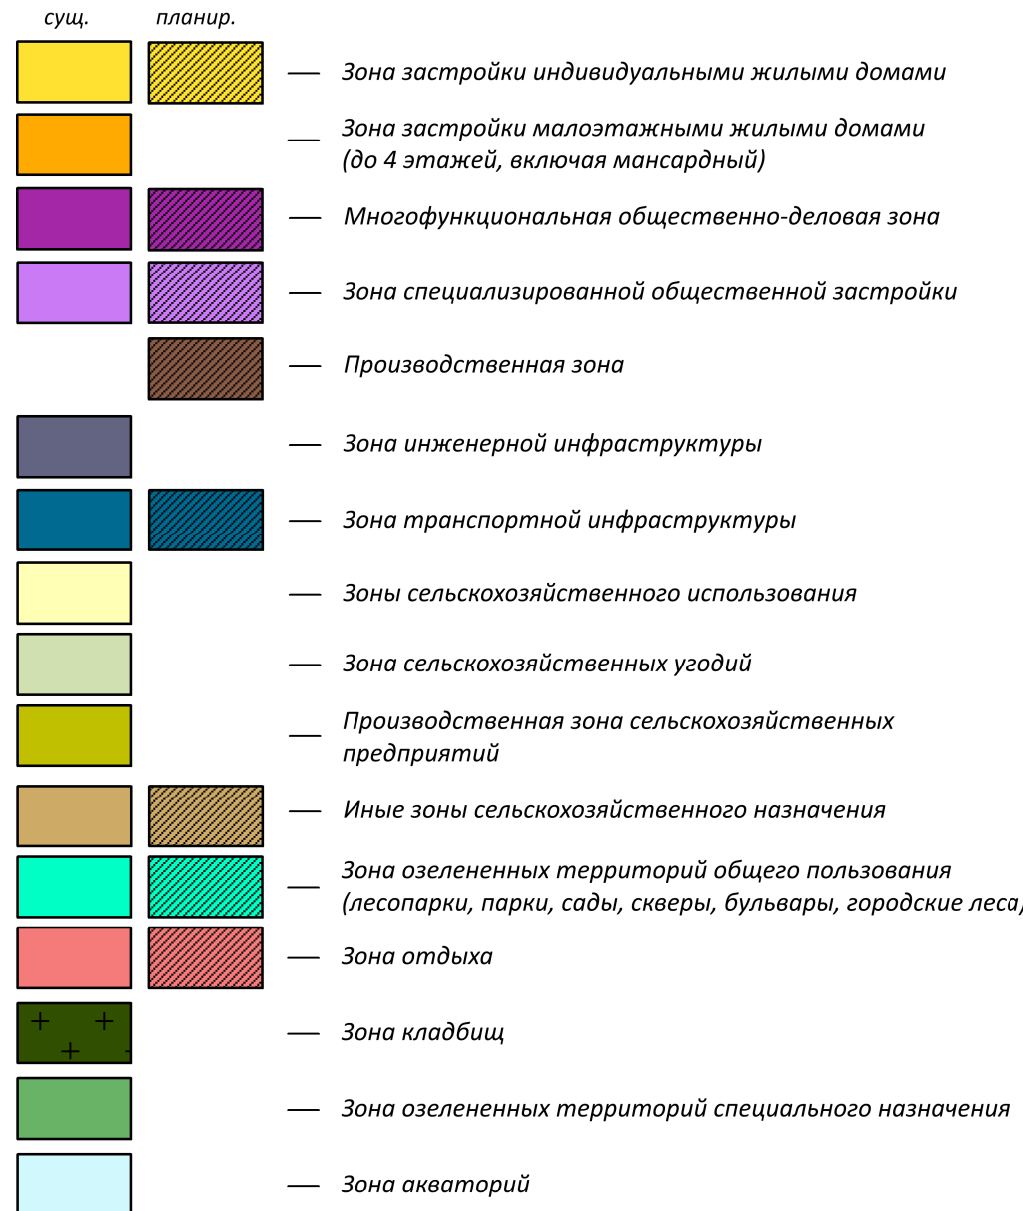 сущ. планир.
Зона застройки индивидуальными жилыми домами
Зона застройки малоэтажными жилыми домами
(до 4 этажей, включая мансардный)
Многофункциональная общественно-деловая зона
Зона специализированной общественной застройки
Производственная зона
Зона инженерной инфраструктуры
Зона транспортной инфраструктуры
Зоны сельскохозяйственного использования
Зона сельскохозяйственных угодий
Производственная зона сельскохозяйственных
предприятий
Иные зоны сельскохозяйственного назначения
Зона озелененных территорий общего пользования
(лесопарки, парки, сады, скверы, бульвары, городские леса)
Зона отдыха
Зона кладбищ
Зона озелененных территорий специального назначения
Зона акваторий